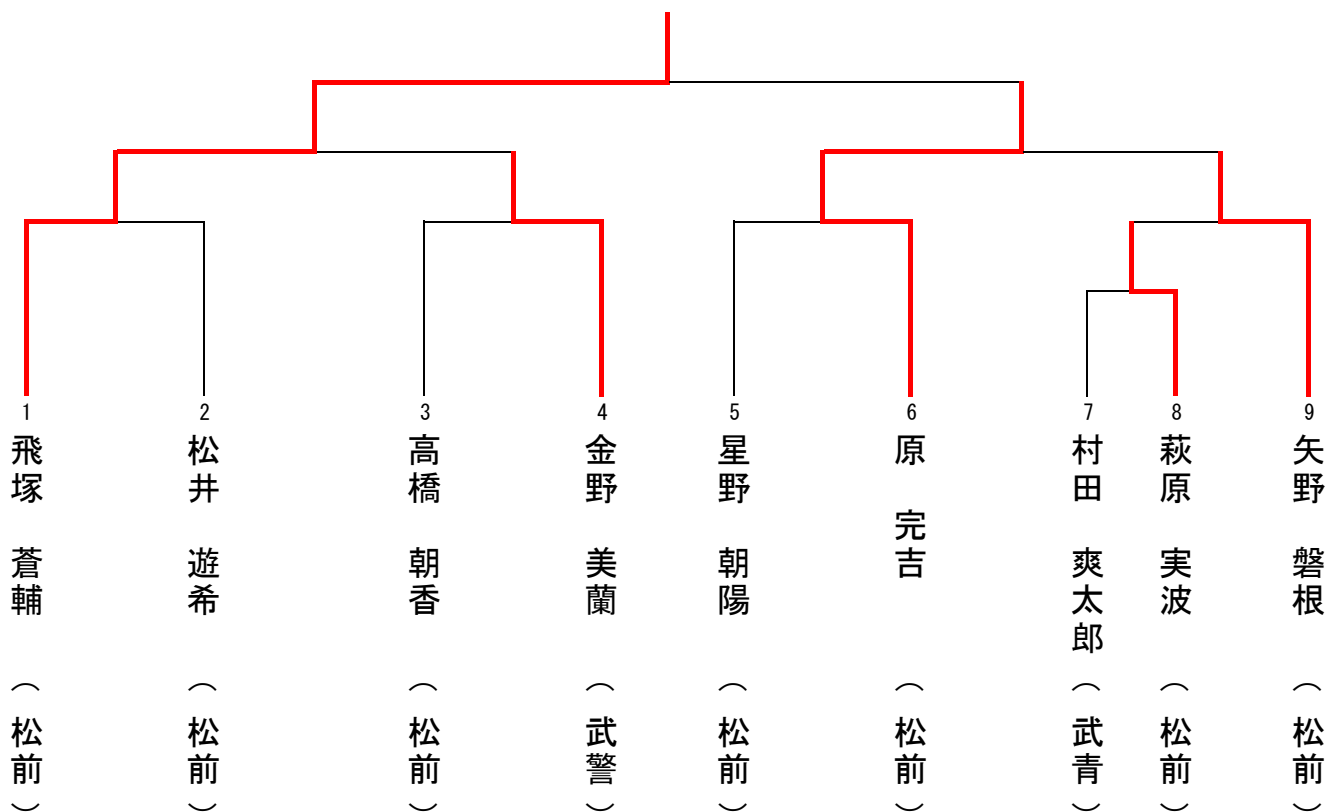 1
飛塚 蒼輔 （松前）
2
松井 遊希 （松前）
3
高橋 朝香 （松前）
4
金野 美蘭 （武警）
5
星野 朝陽 （松前）
6
原 完吉 （松前）
7
村田 爽太郎 （武青）
8
萩原 実波 （松前）
9
矢野 磐根 （松前）